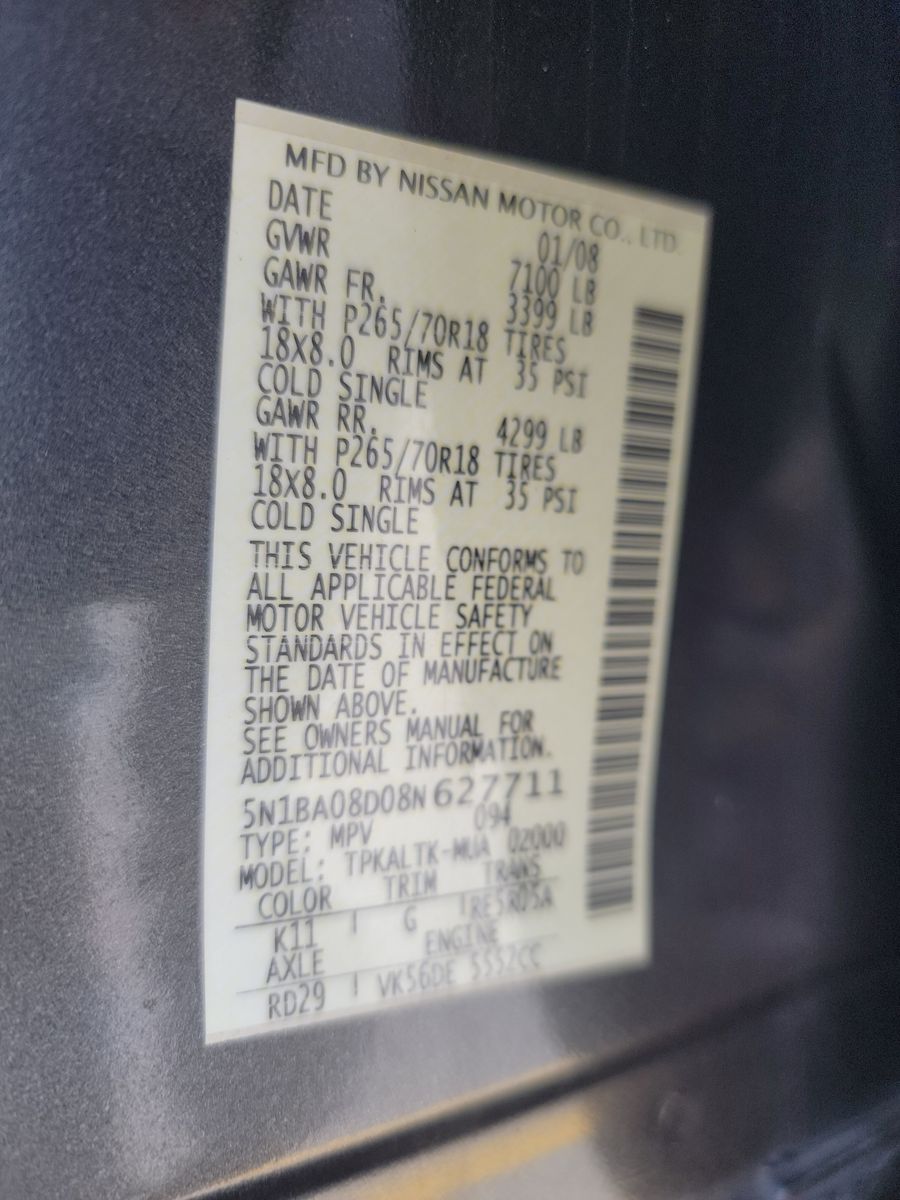 MFD BY NISSAN MOTOR CO., LTD.
DATE 01/08
GVWR 7100 LB
GAWR FR. 3399 LB
WITH P265/70R18 TIRES
18X8.0 RIMS AT 35 PSI
COLD SINGLE
GAWR RR. 4299 LB
WITH P265/70R18 TIRES
18X8.0 RIMS AT 35 PSI
COLD SINGLE
THIS VEHICLE CONFORMS TO
ALL APPLICABLE FEDERAL
MOTOR VEHICLE SAFETY
STANDARDS IN EFFECT ON
THE DATE OF MANUFACTURE
SHOWN ABOVE.
SEE OWNERS MANUAL FOR
ADDITIONAL INFORMATION.
5N1BA08D08N627711
TYPE: MPV 094
MODEL: TPKALTK-MUA 02000
COLOR TRIM TRANS
K11 G RE5R05A
AXLE ENGINE
RD29 VK56DE 5552CC